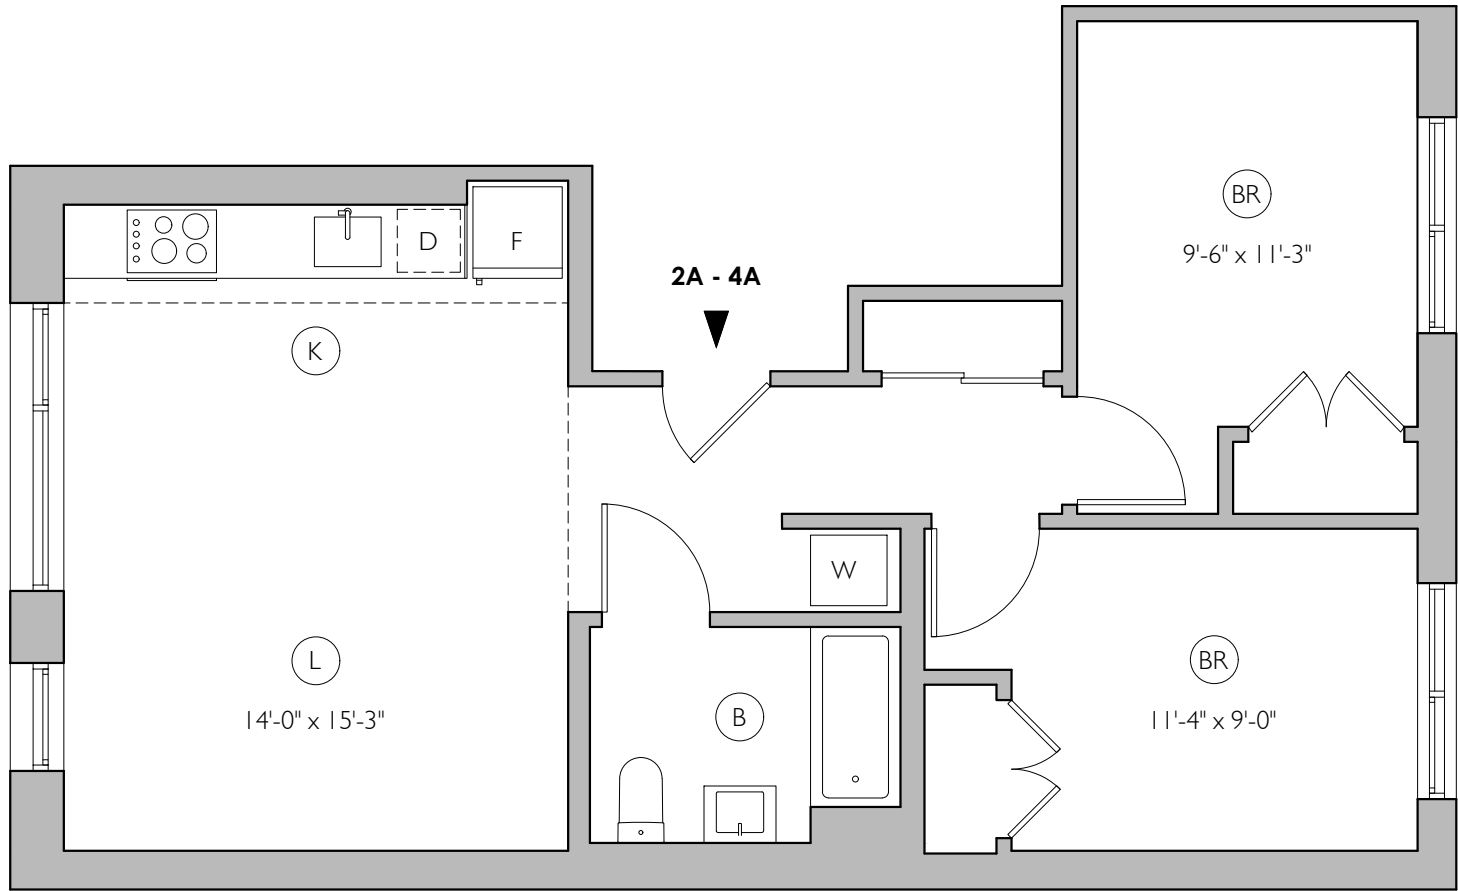 BR
9'-6" x 11'-3"
D
F
2A - 4A
K
W
L
14'-0" x 15'-3"
B
BR
11'-4" x 9'-0"